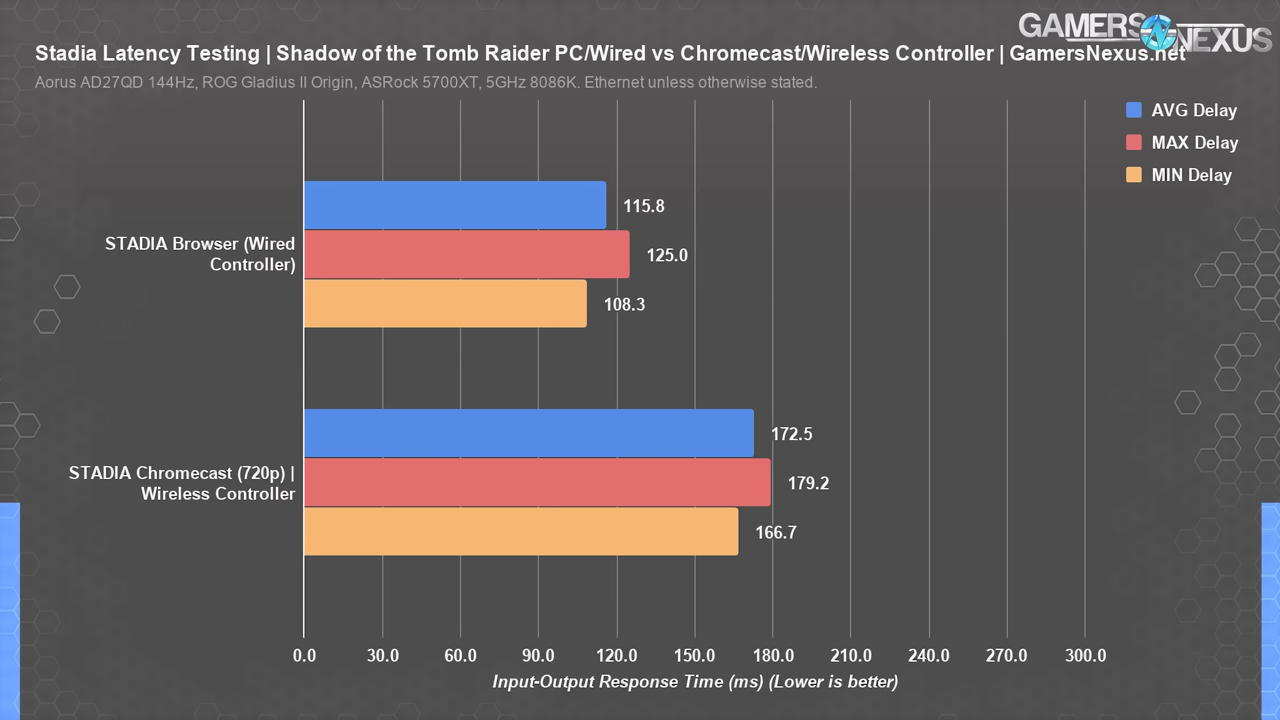 GAMERS NEXUS
Stadia Latency Testing | Shadow of the Tomb Raider PC/Wired vs Chromecast/Wireless Controller | GamersNexus.net
Aorus AD27QD 144Hz, ROG Gladius II Origin, ASRock 5700XT, 5GHz 8086K. Ethernet unless otherwise stated.
AVG Delay
MAX Delay
MIN Delay
STADIA Browser (Wired
Controller)
115.8
125.0
108.3
STADIA Chromecast (720p) |
Wireless Controller
172.5
179.2
166.7
0.0 30.0 60.0 90.0 120.0 150.0 180.0 210.0 240.0 270.0 300.0
Input-Output Response Time (ms) (Lower is better)